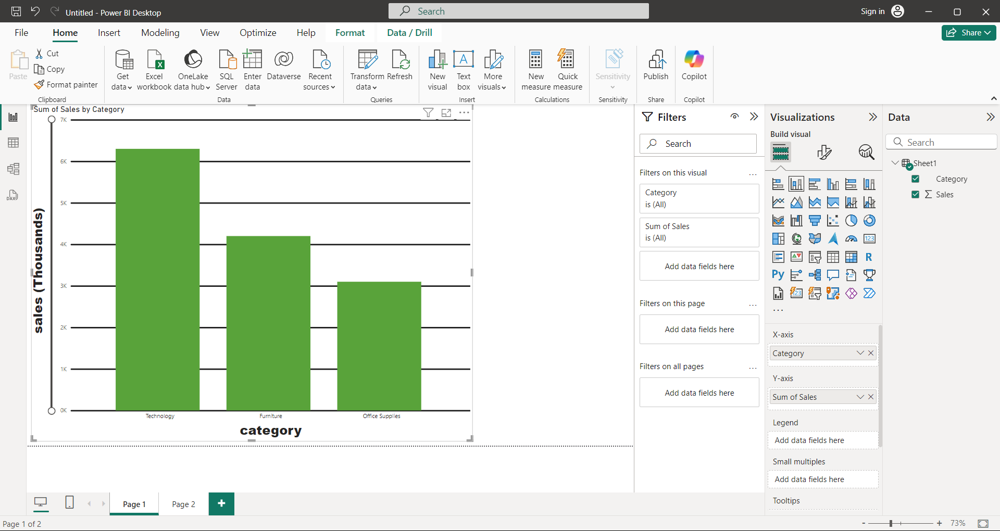 Untitled - Power BI Desktop
Search
Sign in
File
Home
Insert
Modeling
View
Optimize
Help
Format
Data / Drill
Share
Paste
Cut
Copy
Format painter
Clipboard
Get data
Excel workbook
OneLake data hub
SQL Server
Enter data
Dataverse
Recent sources
Data
Transform data
Refresh
Queries
New visual
Text box
More visuals
Insert
New measure
Quick measure
Calculations
Sensitivity
Sensitivity
Publish
Share
Copilot
Copilot
DAX
Sum of Sales by Category
7K
6K
5K
4K
3K
2K
1K
0K
sales (Thousands)
Technology
Furniture
Office Supplies
category
Filters
Search
Filters on this visual
...
Category
is (All)
Sum of Sales
is (All)
Add data fields here
Filters on this page
...
Add data fields here
Filters on all pages
...
Add data fields here
Visualizations
Build visual
123
R
Py
123
...
X-axis
Category
Y-axis
Sum of Sales
Legend
Add data fields here
Small multiples
Add data fields here
Tooltips
Data
Search
Sheet1
Category
Σ Sales
Page 1
Page 2
+
Page 1 of 2
- + 73%